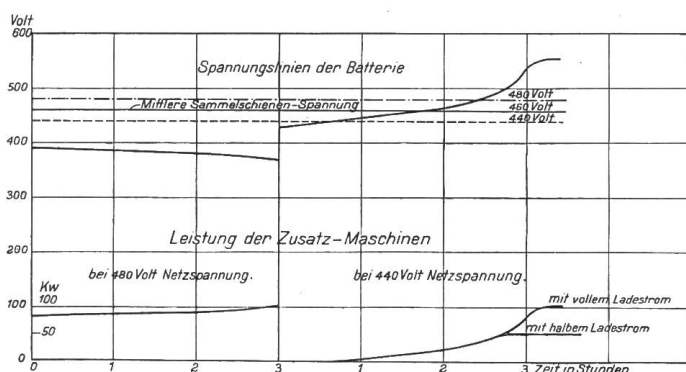 Volt
600
Spannungslinien der Batterie
500
480 Volt
Mittlere Sammelschienen-Spannung
460 Volt
440 Volt
400
300
200
Leistung der Zusatz-Maschinen
bei 480 Volt Netzspannung.
bei 440 Volt Netzspannung.
Kw
100
100
mit vollem Ladestrom
50
mit halbem Ladestrom
0
0 1 2 3 1 2 3 Zeit in Stunden